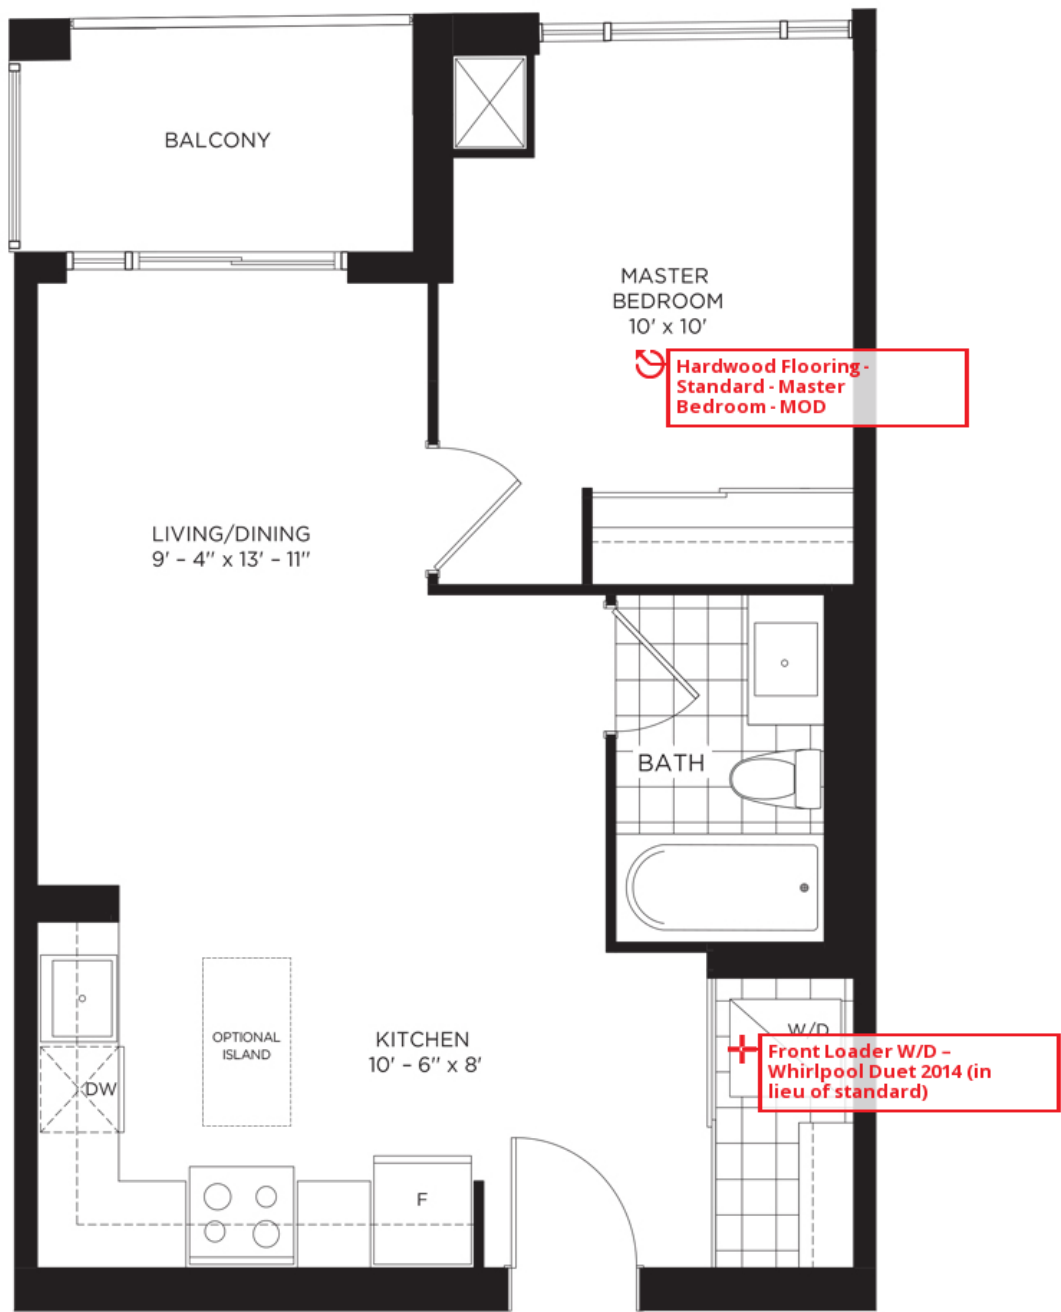 BALCONY
MASTER
BEDROOM
10' x 10'
Hardwood Flooring -
Standard - Master
Bedroom - MOD
LIVING/DINING
9' – 4" x 13' – 11"
BATH
OPTIONAL
ISLAND
KITCHEN
10' – 6" x 8'
W/D
Front Loader W/D –
Whirlpool Duet 2014 (in
lieu of standard)
DW
F